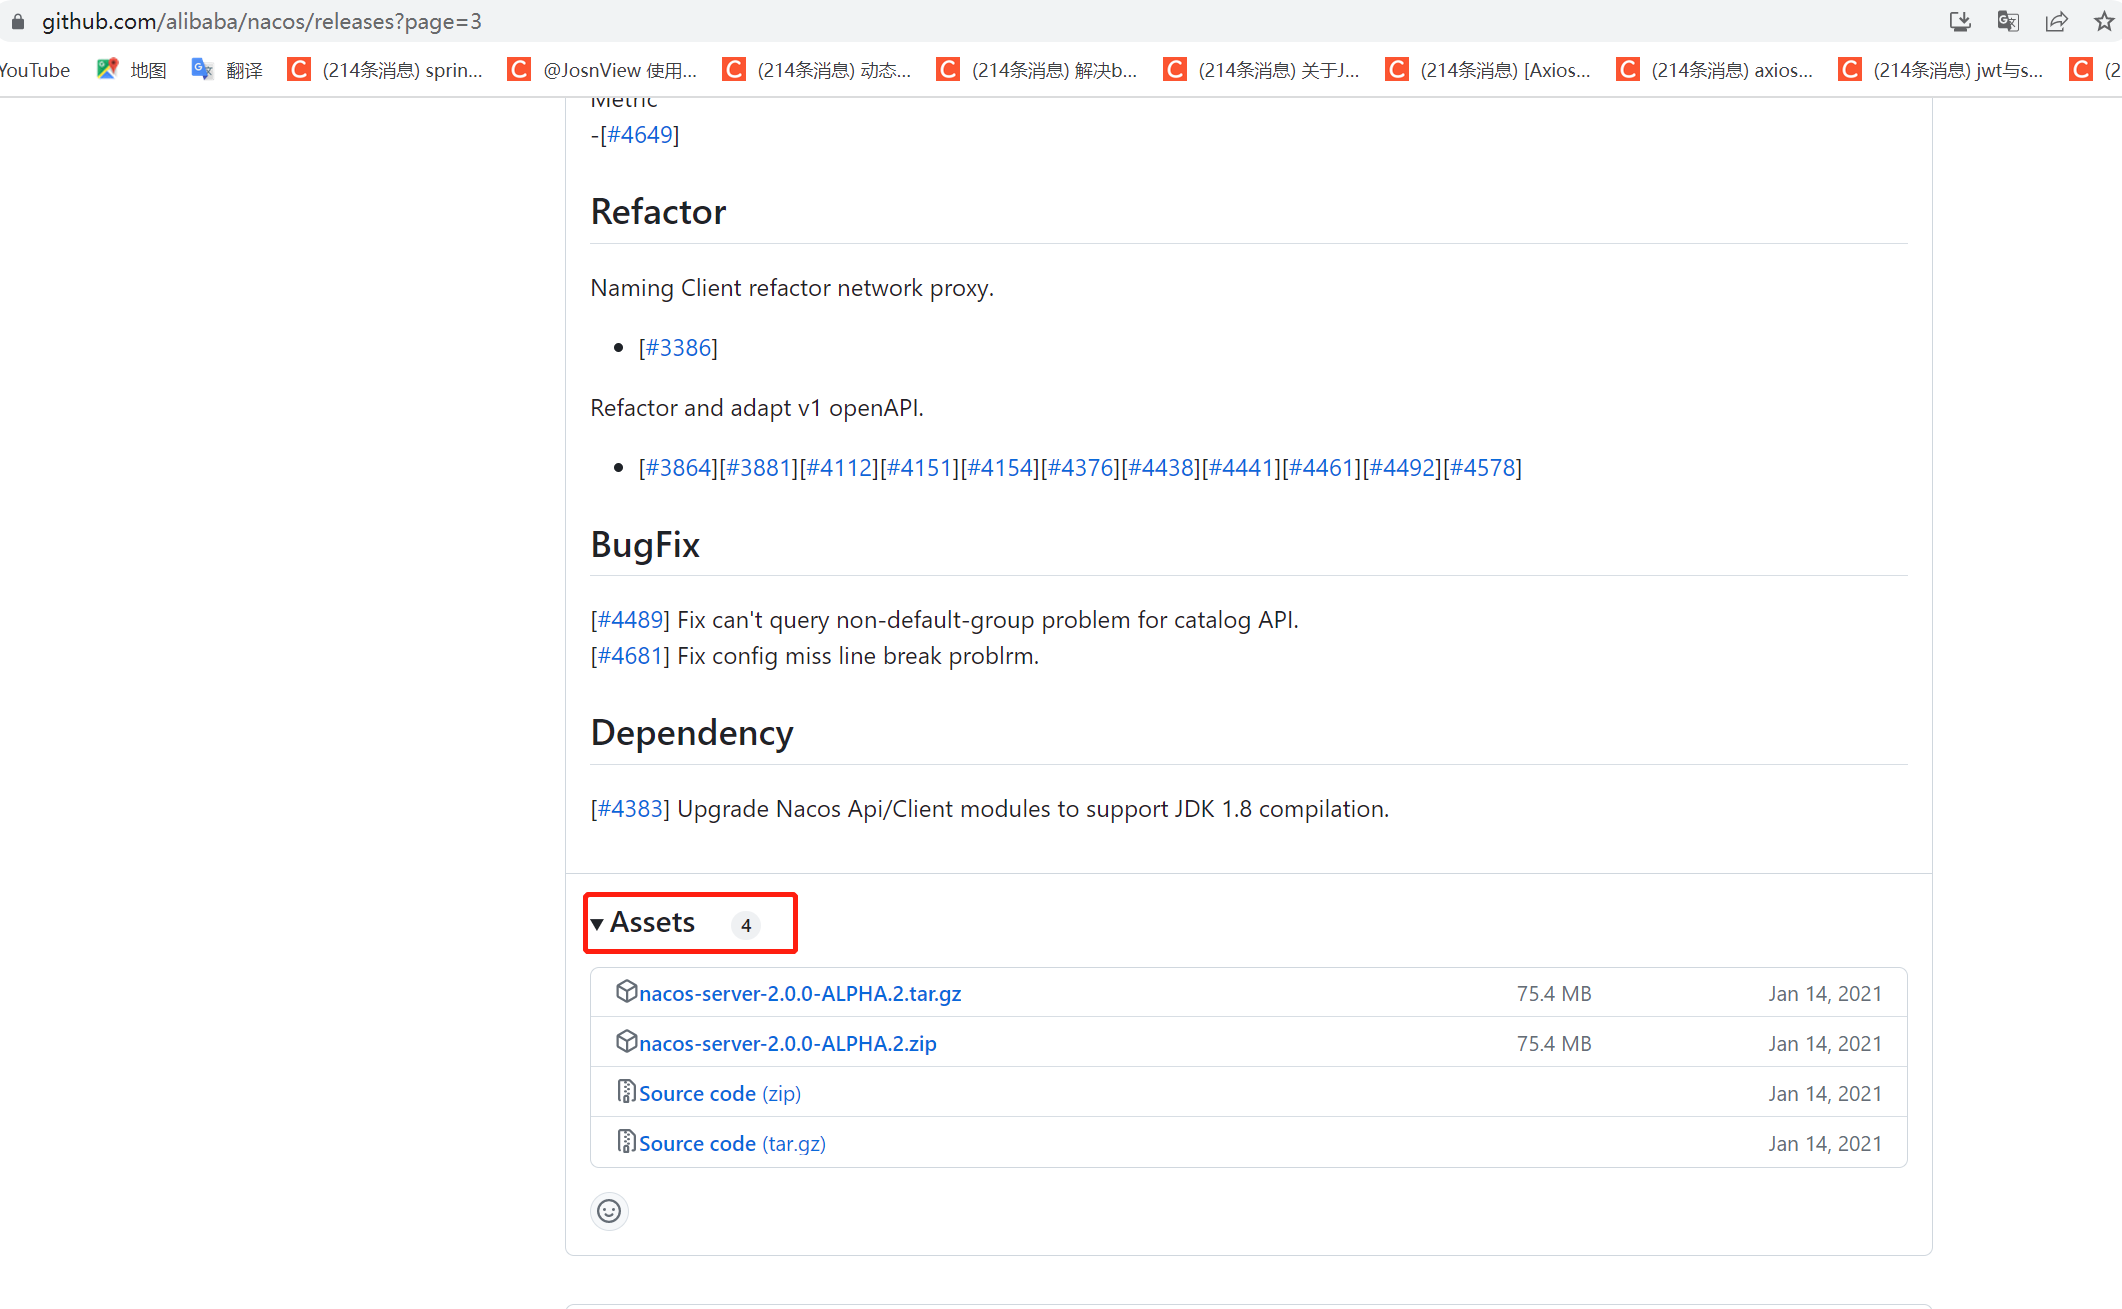 github.com/alibaba/nacos/releases?page=3
YouTube 地图 翻译 (214条消息) sprin... @JosnView 使用... (214条消息) 动态... (214条消息) 解决b... (214条消息) 关于J... (214条消息) [Axios... (214条消息) axios... (214条消息) jwt与s... (2
Metric
-[#4649]
Refactor
Naming Client refactor network proxy.
• [#3386]
Refactor and adapt v1 openAPI.
• [#3864][#3881][#4112][#4151][#4154][#4376][#4438][#4441][#4461][#4492][#4578]
BugFix
[#4489] Fix can't query non-default-group problem for catalog API.
[#4681] Fix config miss line break problrm.
Dependency
[#4383] Upgrade Nacos Api/Client modules to support JDK 1.8 compilation.
Assets 4
nacos-server-2.0.0-ALPHA.2.tar.gz 75.4 MB Jan 14, 2021
nacos-server-2.0.0-ALPHA.2.zip 75.4 MB Jan 14, 2021
Source code (zip) Jan 14, 2021
Source code (tar.gz) Jan 14, 2021